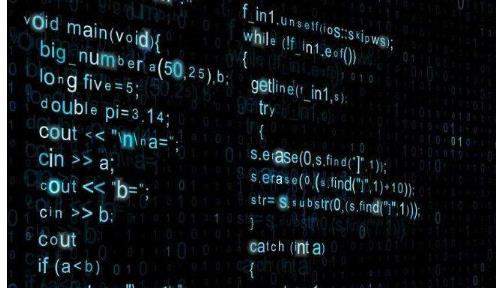 void main(void){
big_number a(50,25),b;
long five=5;
double pi=3.14;
cout << "\n\na=";
cin >> a;
cout << "b=";
cin >> b;
cout
if (a<b)
f_in1.unsetf(ios::skipws);
while (!f_in1.eof())
{
getline(f_in1,s);
try
{
s.erase(0,s.find("]",1));
s.erase(0,(s.find("]",1)+10));
str= s.substr(0,(s.find("]",1)));
}
catch (int a)
{